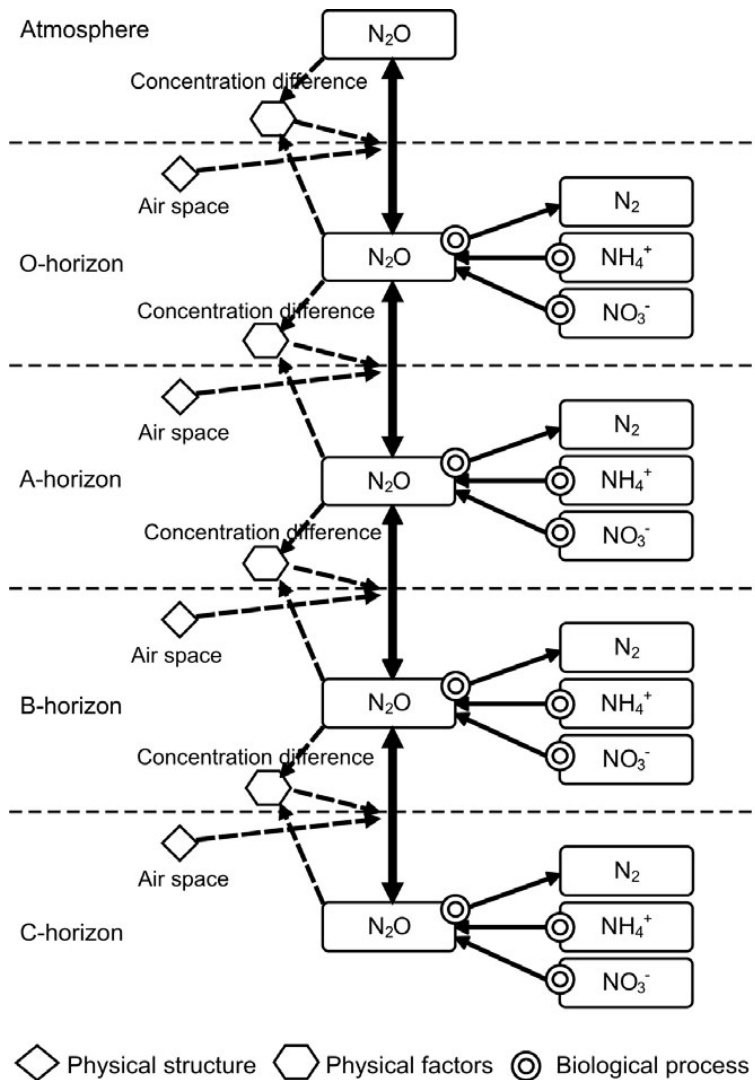 Atmosphere
N₂O
Concentration difference
Air space
N₂
O-horizon
N₂O
NH₄⁺
NO₃⁻
Concentration difference
Air space
N₂
A-horizon
N₂O
NH₄⁺
NO₃⁻
Concentration difference
Air space
N₂
B-horizon
N₂O
NH₄⁺
NO₃⁻
Concentration difference
Air space
N₂
C-horizon
N₂O
NH₄⁺
NO₃⁻
Physical structure Physical factors Biological process